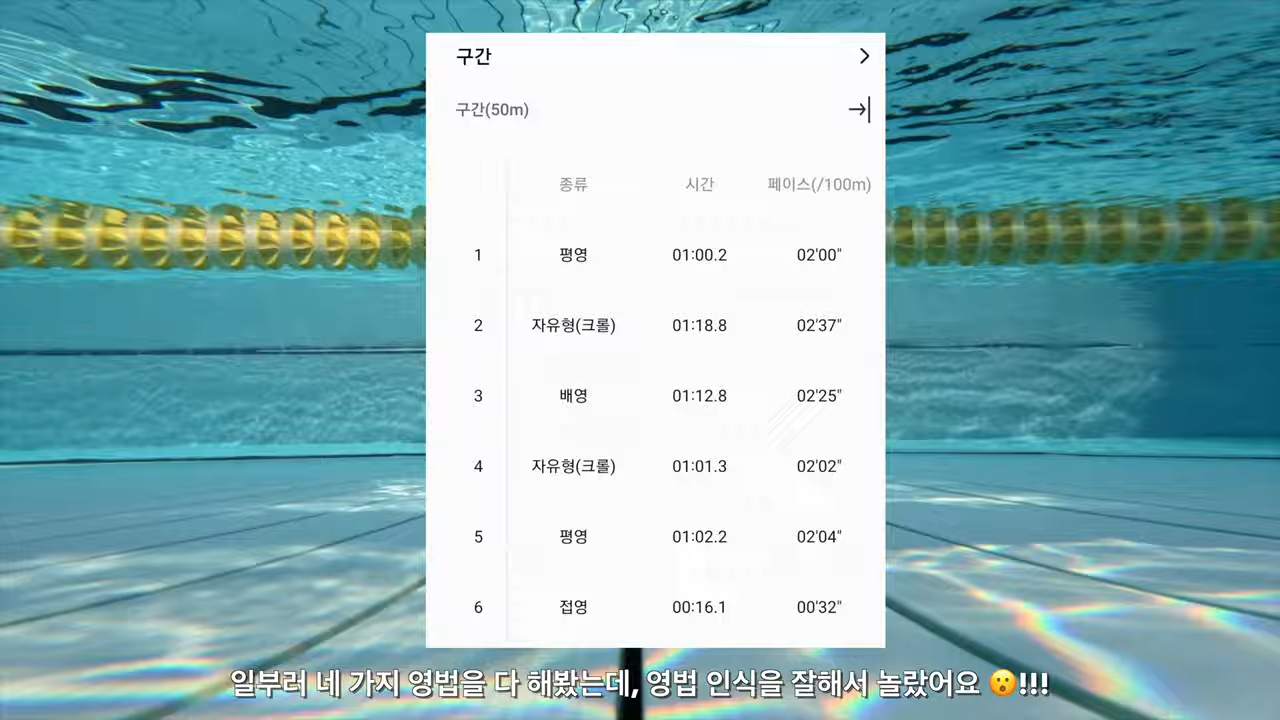 구간
구간(50m)
종류 시간 페이스(/100m)
1 평영 01:00.2 02'00"
2 자유형(크롤) 01:18.8 02'37"
3 배영 01:12.8 02'25"
4 자유형(크롤) 01:01.3 02'02"
5 평영 01:02.2 02'04"
6 접영 00:16.1 00'32"
일부러 네 가지 영법을 다 해봤는데, 영법 인식을 잘해서 놀랐어요 😮!!!